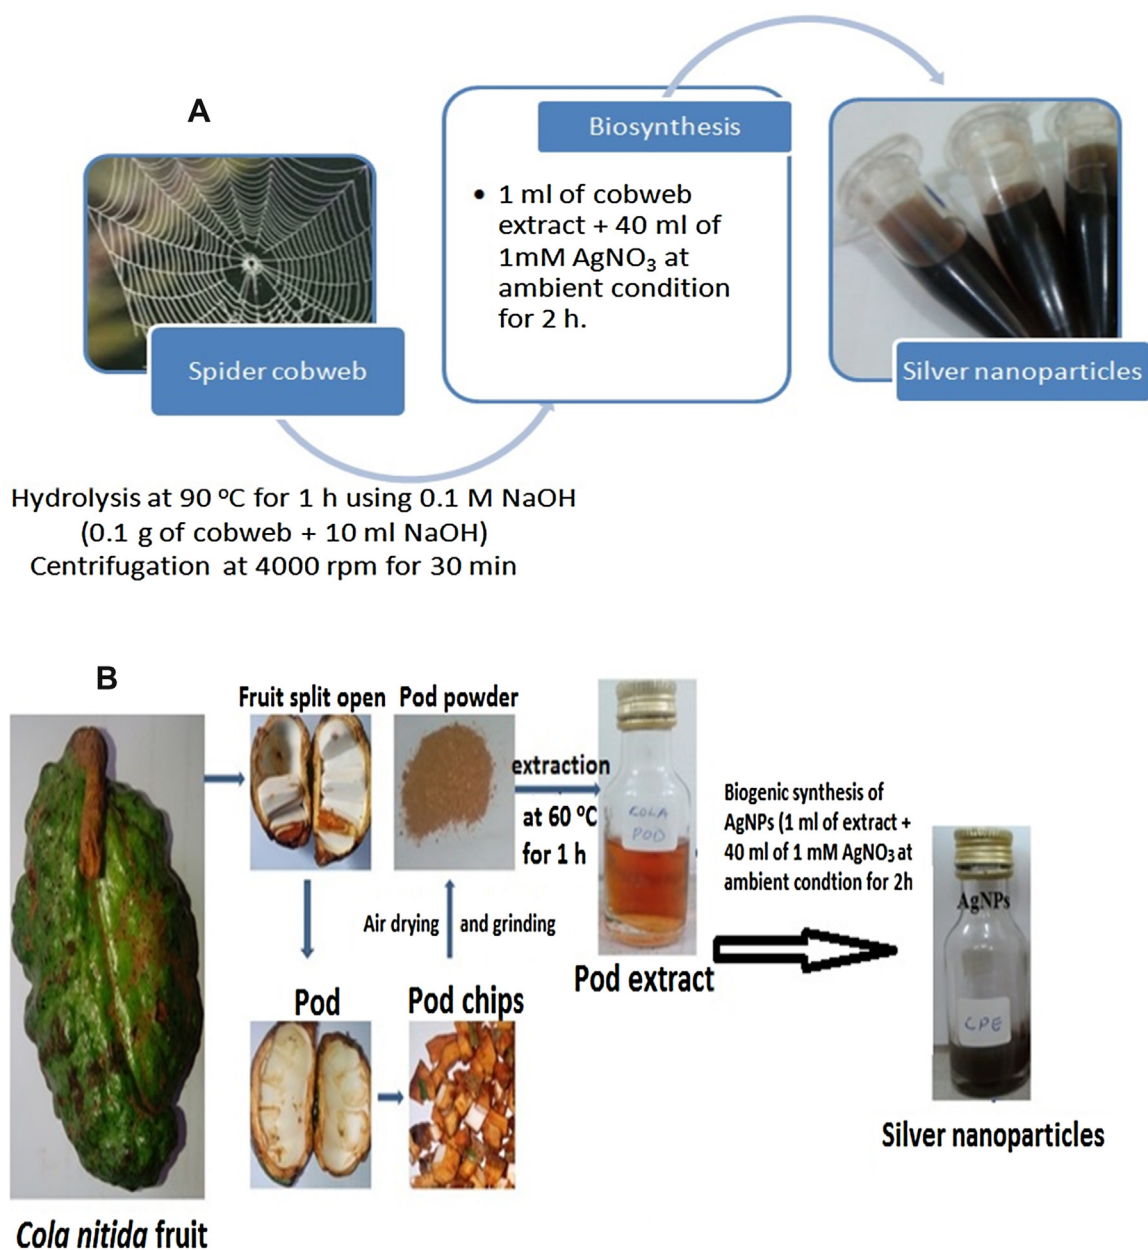 A
Biosynthesis
• 1 ml of cobweb
extract + 40 ml of
1mM AgNO₃ at
ambient condition
for 2 h.
Spider cobweb
Silver nanoparticles
Hydrolysis at 90 ºC for 1 h using 0.1 M NaOH
(0.1 g of cobweb + 10 ml NaOH)
Centrifugation at 4000 rpm for 30 min
B
Fruit split open
Pod powder
extraction
at 60 ºC
for 1 h
COLA
POD
Pod extract
Biogenic synthesis of
AgNPs (1 ml of extract +
40 ml of 1 mM AgNO₃ at
ambient condtion for 2h
AgNPs
CPE
Silver nanoparticles
Air drying and grinding
Pod
Pod chips
Cola nitida fruit